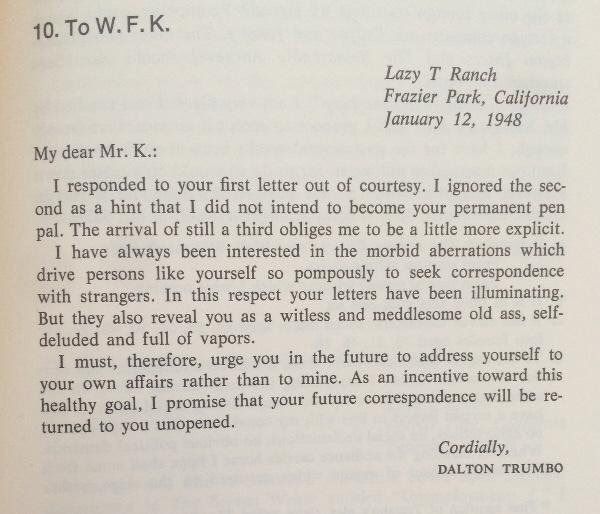 10. To W. F. K.
Lazy T Ranch
Frazier Park, California
January 12, 1948
My dear Mr. K.:
I responded to your first letter out of courtesy. I ignored the sec-
ond as a hint that I did not intend to become your permanent pen
pal. The arrival of still a third obliges me to be a little more explicit.
I have always been interested in the morbid aberrations which
drive persons like yourself so pompously to seek correspondence
with strangers. In this respect your letters have been illuminating.
But they also reveal you as a witless and meddlesome old ass, self-
deluded and full of vapors.
I must, therefore, urge you in the future to address yourself to
your own affairs rather than to mine. As an incentive toward this
healthy goal, I promise that your future correspondence will be re-
turned to you unopened.
Cordially,
DALTON TRUMBO